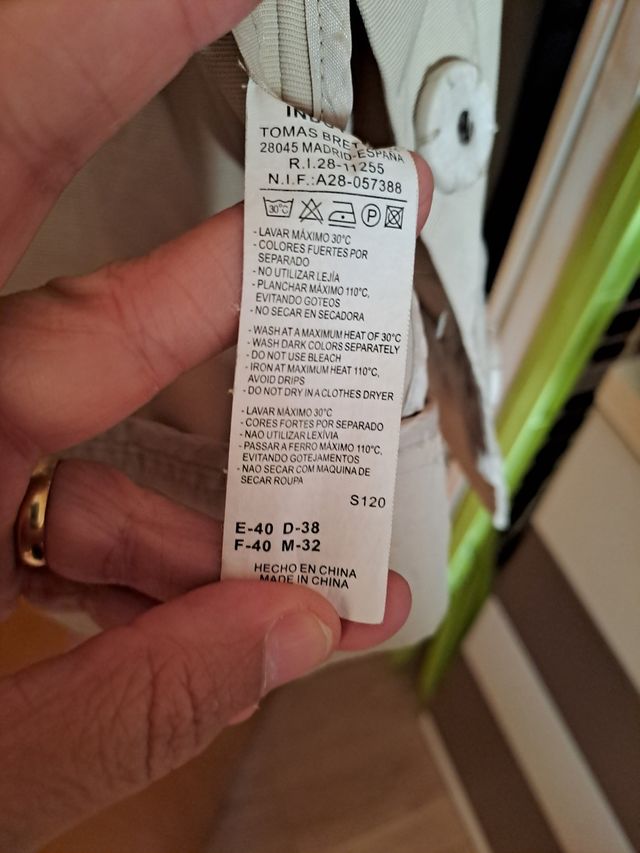 TOMAS BRET
28045 MADRID-ESPAÑA
R.I.28-11255
N.I.F.:A28-057388
30°C P
- LAVAR MÁXIMO 30°C
- COLORES FUERTES POR
SEPARADO
- NO UTILIZAR LEJÍA
- PLANCHAR MÁXIMO 110°C,
EVITANDO GOTEOS
- NO SECAR EN SECADORA
- WASH AT A MAXIMUM HEAT OF 30°C
- WASH DARK COLORS SEPARATELY
- DO NOT USE BLEACH
- IRON AT MAXIMUM HEAT 110°C,
AVOID DRIPS
- DO NOT DRY IN A CLOTHES DRYER
- LAVAR MÁXIMO 30°C
- CORES FORTES POR SEPARADO
- NAO UTILIZAR LEXÍVIA
- PASSAR A FERRO MÁXIMO 110°C,
EVITANDO GOTEJAMENTOS
- NAO SECAR COM MAQUINA DE
SECAR ROUPA
S120
E-40 D-38
F-40 M-32
HECHO EN CHINA
MADE IN CHINA